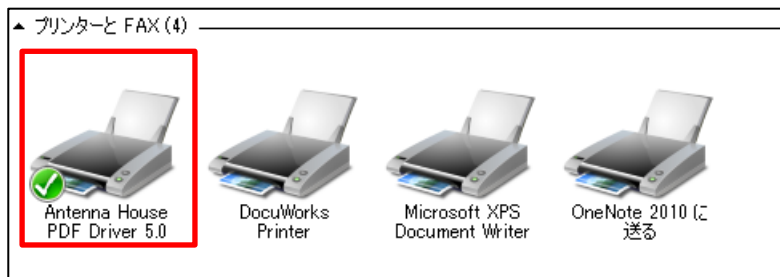 プリンターと FAX (4)
Antenna House
PDF Driver 5.0
DocuWorks
Printer
Microsoft XPS
Document Writer
OneNote 2010 に
送る